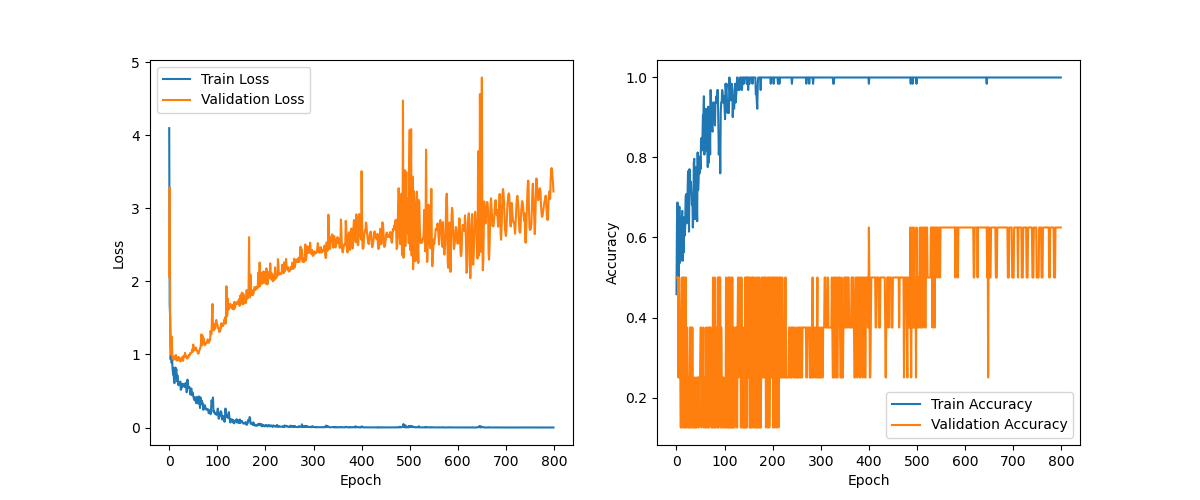 Train Loss
Validation Loss
5
4
3
2
1
0
Loss
0 100 200 300 400 500 600 700 800
Epoch
1.0
0.8
0.6
0.4
0.2
Accuracy
Train Accuracy
Validation Accuracy
0 100 200 300 400 500 600 700 800
Epoch